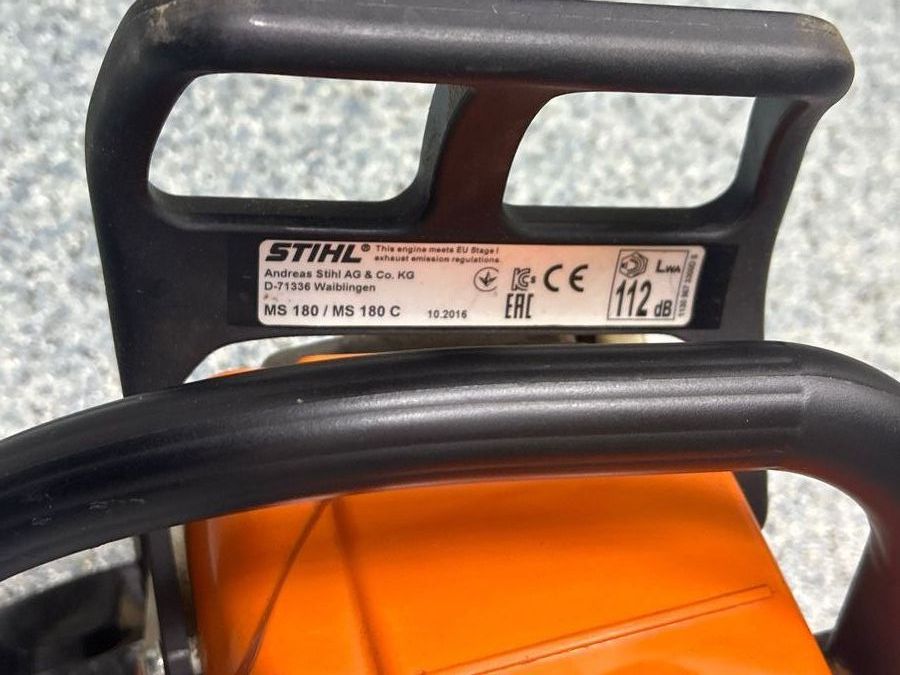 STIHL® This engine meets EU Stage I
exhaust emission regulations.
Andreas Stihl AG & Co. KG
D-71336 Waiblingen
MS 180 / MS 180 C 10.2016
CE
EAC
LWA
112 dB